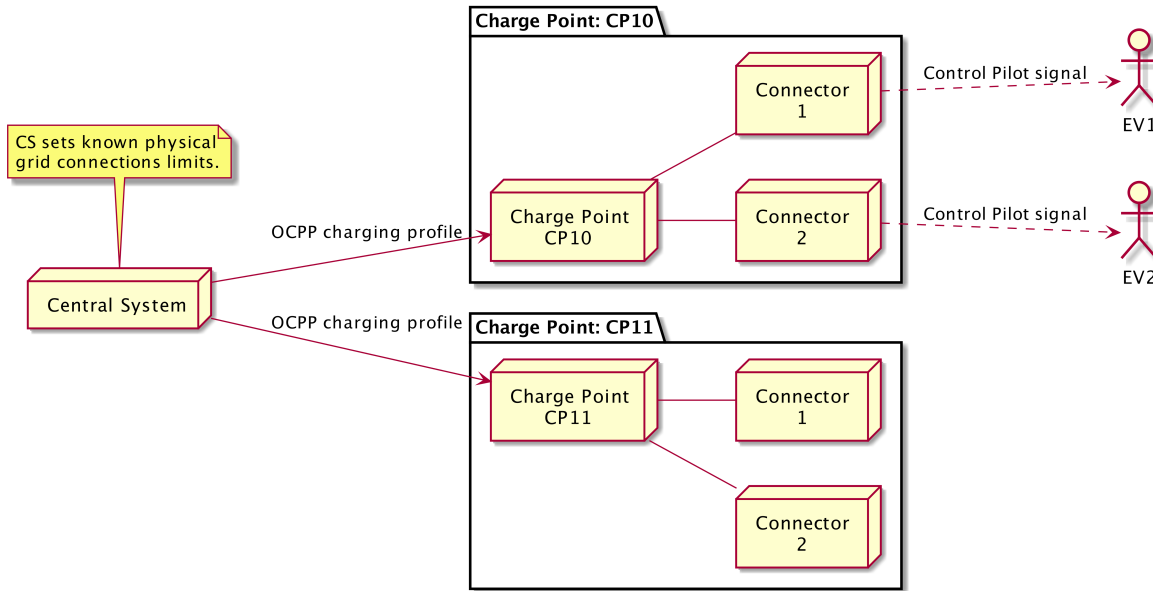 Charge Point: CP10
Connector
1
Control Pilot signal
EV1
CS sets known physical
grid connections limits.
Charge Point
CP10
Connector
2
Control Pilot signal
EV2
OCPP charging profile
Central System
OCPP charging profile
Charge Point: CP11
Charge Point
CP11
Connector
1
Connector
2